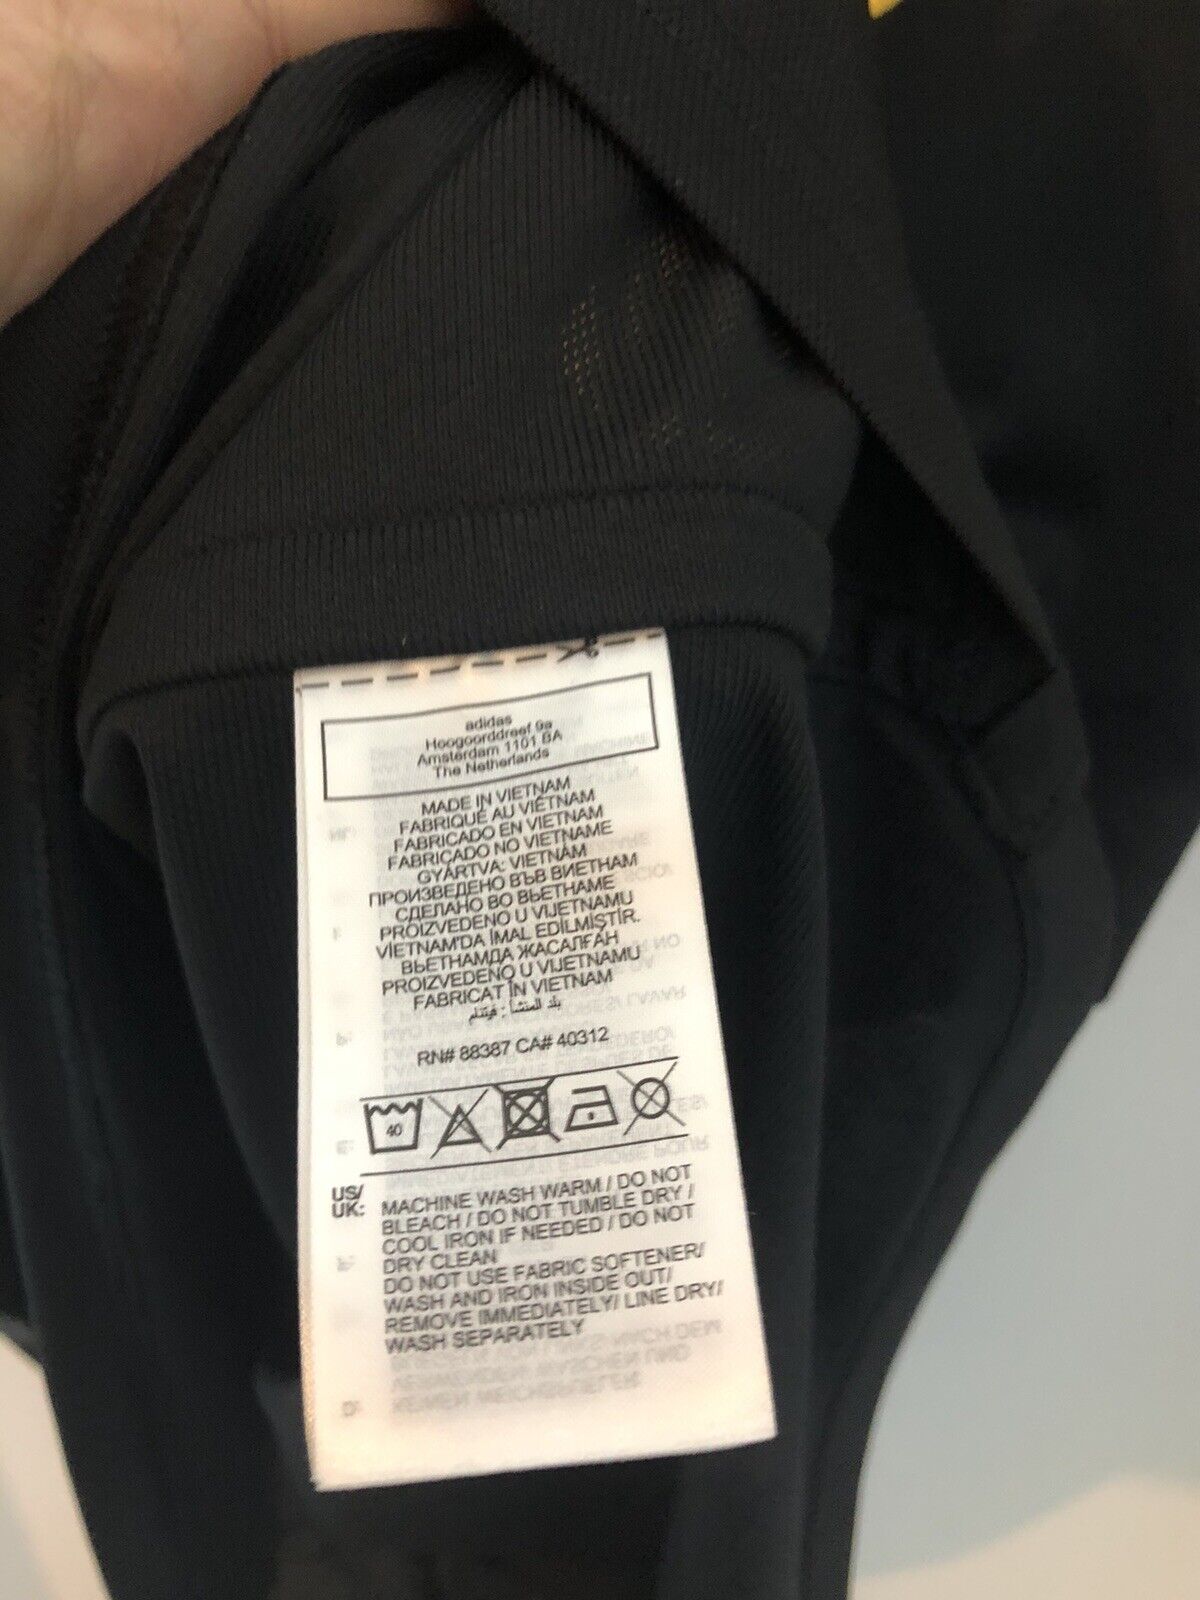 adidas
Hoogoorddreef 9a
Amsterdam 1101 BA
The Netherlands
MADE IN VIETNAM
FABRIQUÉ AU VIÊTNAM
FABRICADO EN VIETNAM
FABRICADO NO VIETNAME
GYÁRTVA: VIETNÁM
ПРОИЗВЕДЕНО ВЪВ ВИЕТНАМ
СДЕЛАНО ВО ВЬЕТНАМЕ
PROIZVEDENO U VIJETNAMU
VİETNAM'DA İMAL EDİLMİŞTİR.
ВЬЕТНАМДА ЖАСАЛҒАН
PROIZVEDENO U VIJETNAMU
FABRICAT ÎN VIETNAM
بلد المنشأ : فيتنام
RN# 88387 CA# 40312
40
US/
UK: MACHINE WASH WARM / DO NOT
BLEACH / DO NOT TUMBLE DRY /
COOL IRON IF NEEDED / DO NOT
DRY CLEAN
DO NOT USE FABRIC SOFTENER/
WASH AND IRON INSIDE OUT/
REMOVE IMMEDIATELY/ LINE DRY/
WASH SEPARATELY